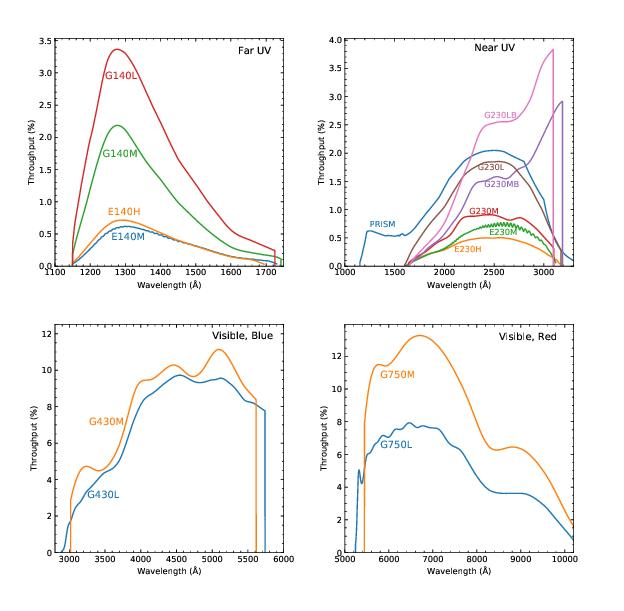 Far UV
G140L
G140M
E140H
E140M
0.0
0.5
1.0
1.5
2.0
2.5
3.0
3.5
Throughput (%)
1100 1200 1300 1400 1500 1600 1700
Wavelength (Å)
Near UV
G230LB
G230L
G230MB
PRISM
G230M
E230M
E230H
0.0
0.5
1.0
1.5
2.0
2.5
3.0
3.5
4.0
Throughput (%)
1000 1500 2000 2500 3000
Wavelength (Å)
Visible, Blue
G430M
G430L
0
2
4
6
8
10
12
Throughput (%)
3000 3500 4000 4500 5000 5500 6000
Wavelength (Å)
Visible, Red
G750M
G750L
0
2
4
6
8
10
12
Throughput (%)
5000 6000 7000 8000 9000 10000
Wavelength (Å)